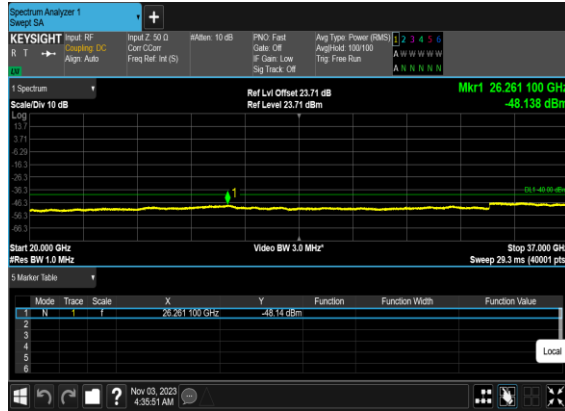 Spectrum Analyzer 1
Swept SA
+
KEYSIGHT Input: RF Input Z: 50 Ω #Atten: 10 dB PNO: Fast Avg Type: Power (RMS) 1 2 3 4 5 6
R T Coupling: DC Corr CCorr Gate: Off Avg|Hold: 100/100 A W W W W W
Align: Auto Freq Ref: Int (S) IF Gain: Low Trig: Free Run
Sig Track: Off A N N N N N
1 Spectrum Ref Lvl Offset 23.71 dB Mkr1 26.261 100 GHz
Scale/Div 10 dB Ref Level 23.71 dBm -48.138 dBm
Log
13.7
3.71
-6.29
-16.3
-26.3
-36.3
-46.3
-56.3
-66.3
1
DL1 -40.00 dBm
Start 20.000 GHz Video BW 3.0 MHz* Stop 37.000 GHz
#Res BW 1.0 MHz Sweep 29.3 ms (40001 pts)
5 Marker Table
Mode Trace Scale X Y Function Function Width Function Value
1 N 1 f 26.261 100 GHz -48.14 dBm
2
3
4
5
6
Local
? Nov 03, 2023
4:35:51 AM